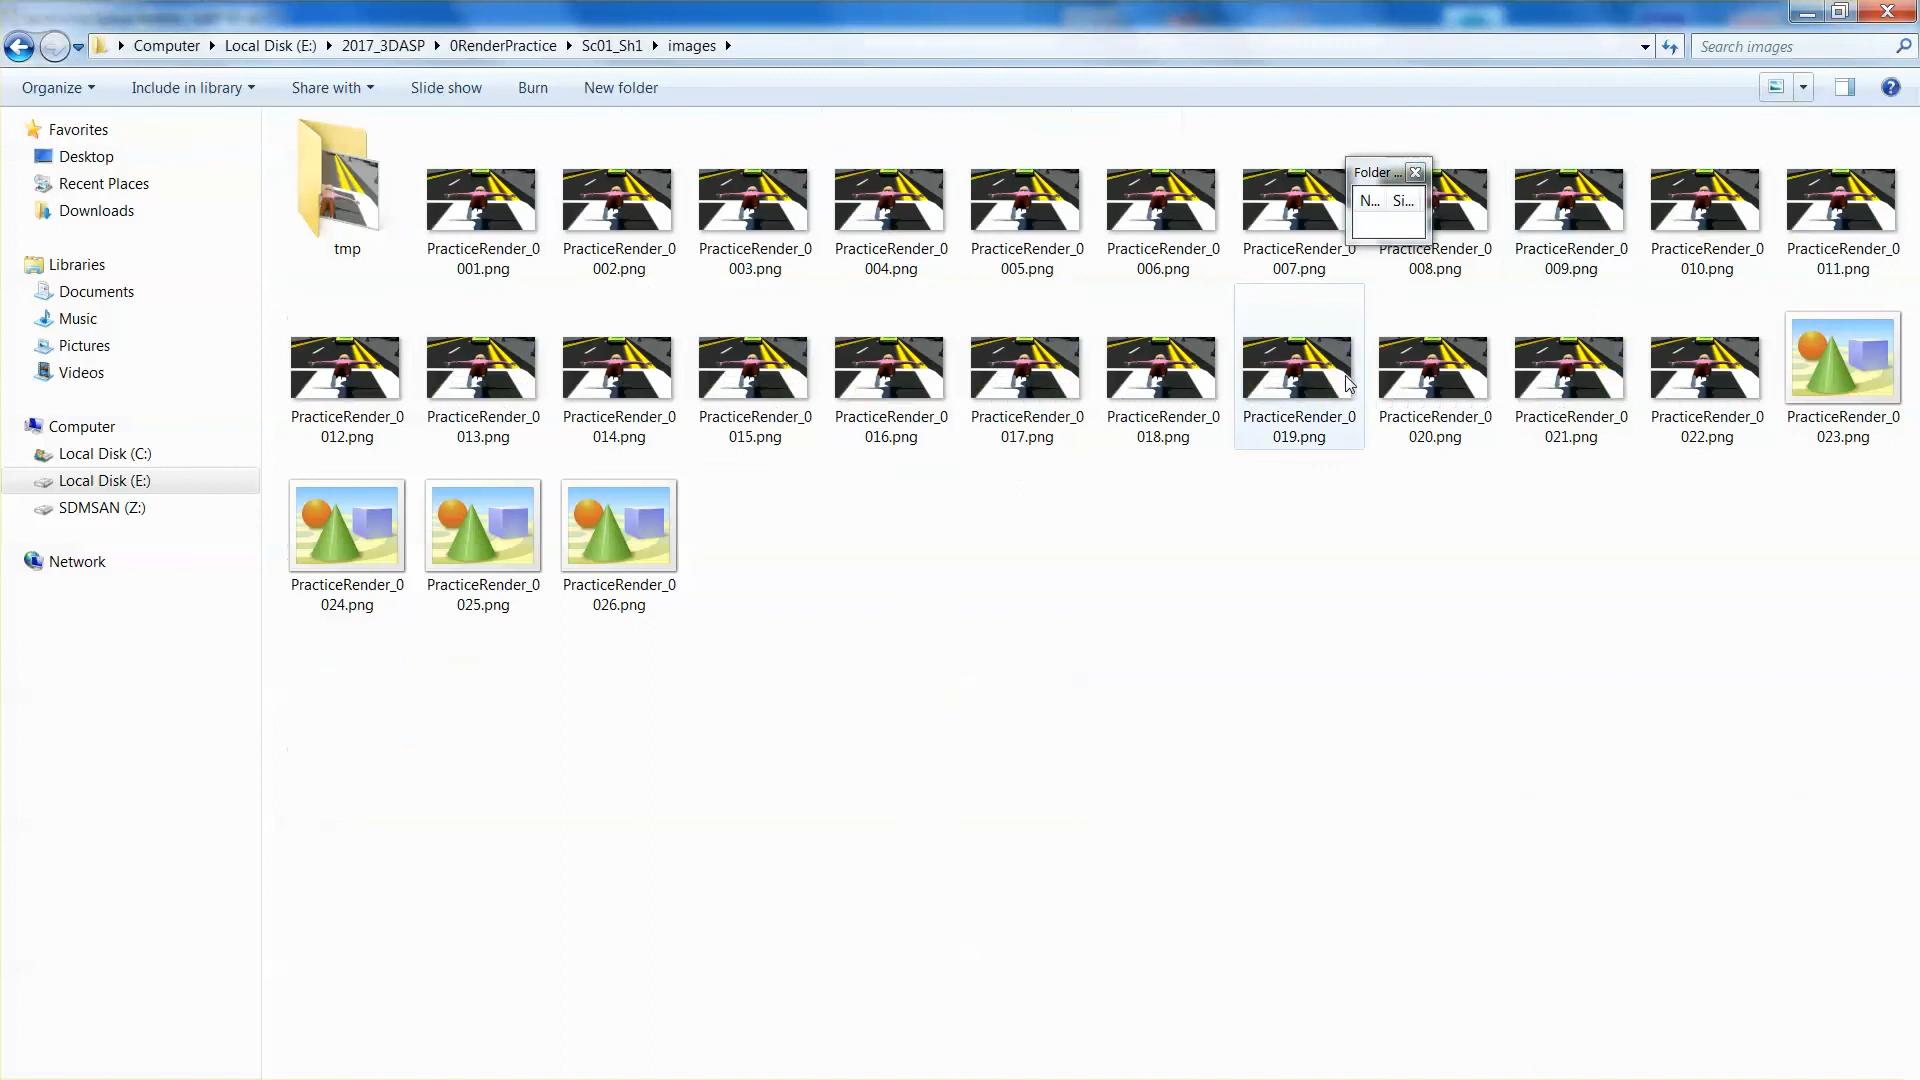 Computer Local Disk (E:) 2017_3DASP 0RenderPractice Sc01_Sh1 images
Search images
Organize Include in library Share with Slide show Burn New folder
Favorites
Desktop
Recent Places
Downloads
Libraries
Documents
Music
Pictures
Videos
Computer
Local Disk (C:)
Local Disk (E:)
SDMSAN (Z:)
Network
Folder ...
N... Si...
tmp
PracticeRender_0
001.png
PracticeRender_0
002.png
PracticeRender_0
003.png
PracticeRender_0
004.png
PracticeRender_0
005.png
PracticeRender_0
006.png
PracticeRender_0
007.png
PracticeRender_0
008.png
PracticeRender_0
009.png
PracticeRender_0
010.png
PracticeRender_0
011.png
PracticeRender_0
012.png
PracticeRender_0
013.png
PracticeRender_0
014.png
PracticeRender_0
015.png
PracticeRender_0
016.png
PracticeRender_0
017.png
PracticeRender_0
018.png
PracticeRender_0
019.png
PracticeRender_0
020.png
PracticeRender_0
021.png
PracticeRender_0
022.png
PracticeRender_0
023.png
PracticeRender_0
024.png
PracticeRender_0
025.png
PracticeRender_0
026.png